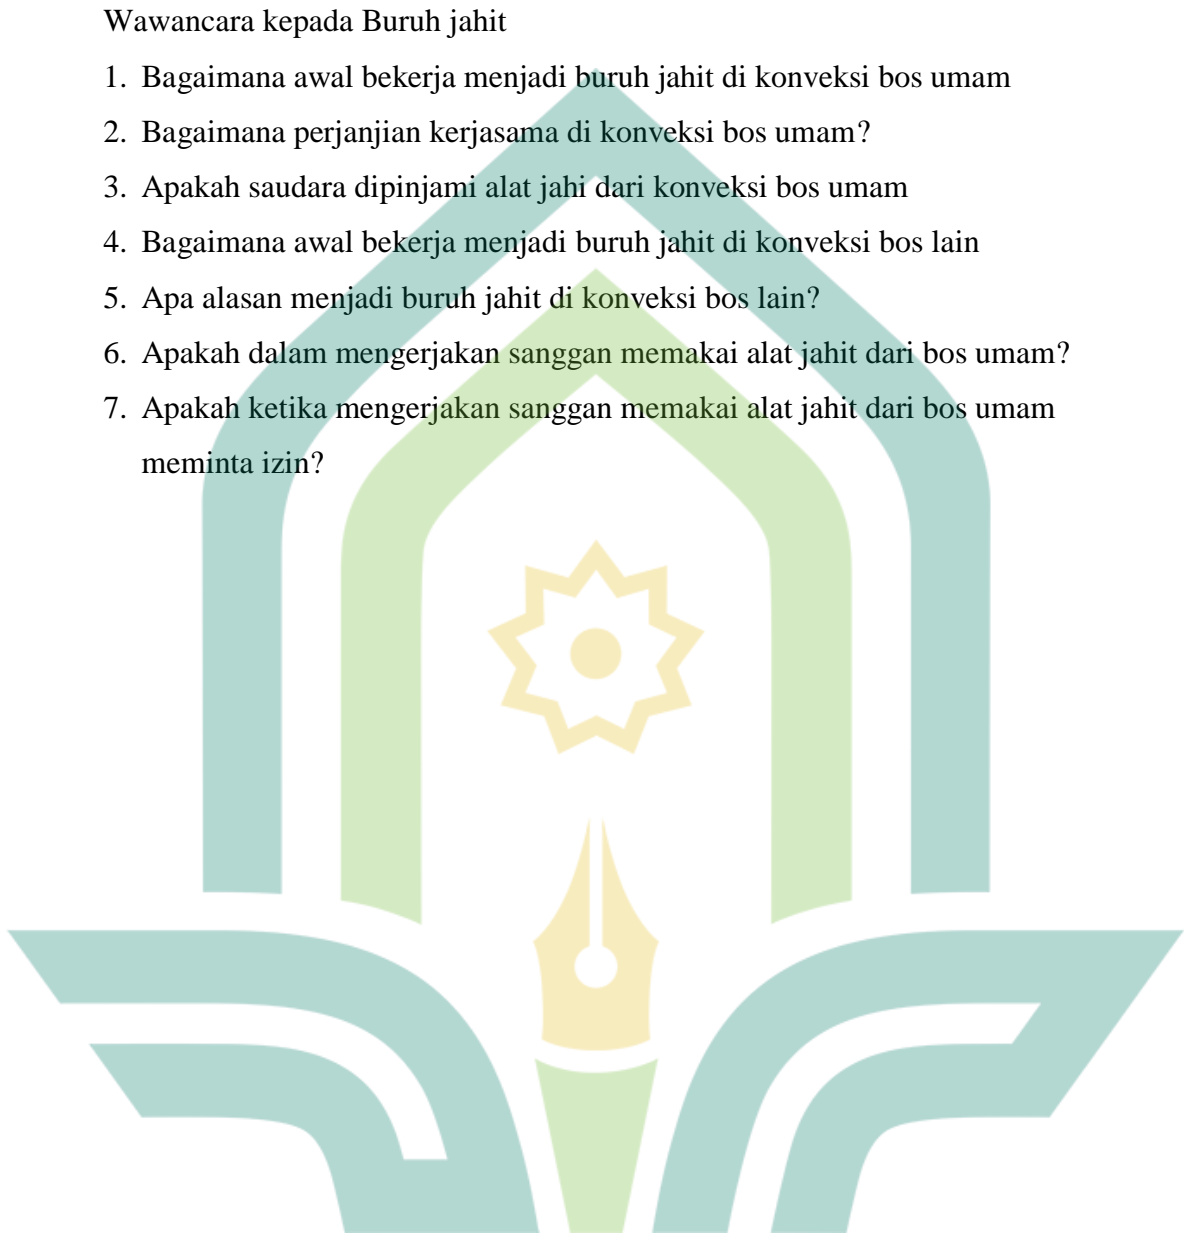 Wawancara kepada Buruh jahit
1. Bagaimana awal bekerja menjadi buruh jahit di konveksi bos umam
2. Bagaimana perjanjian kerjasama di konveksi bos umam?
3. Apakah saudara dipinjami alat jahi dari konveksi bos umam
4. Bagaimana awal bekerja menjadi buruh jahit di konveksi bos lain
5. Apa alasan menjadi buruh jahit di konveksi bos lain?
6. Apakah dalam mengerjakan sanggan memakai alat jahit dari bos umam?
7. Apakah ketika mengerjakan sanggan memakai alat jahit dari bos umam
meminta izin?